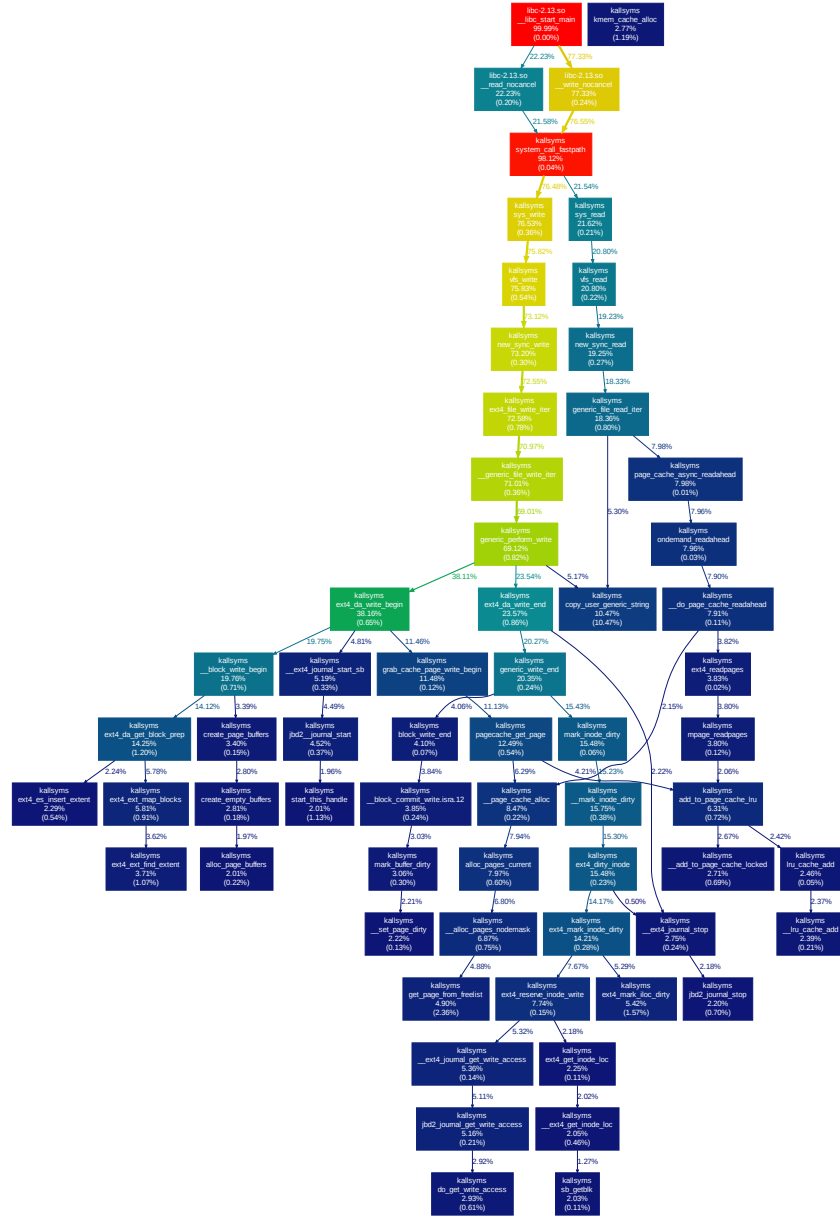 libc-2.13.so
__libc_start_main
99.99%
(0.00%)
kallsyms
kmem_cache_alloc
2.77%
(1.19%)
22.23%
77.33%
libc-2.13.so
__read_nocancel
22.23%
(0.20%)
libc-2.13.so
__write_nocancel
77.33%
(0.24%)
21.58%
76.55%
kallsyms
system_call_fastpath
98.12%
(0.04%)
76.48%
21.54%
kallsyms
sys_write
76.53%
(0.36%)
kallsyms
sys_read
21.62%
(0.21%)
75.82%
20.80%
kallsyms
vfs_write
75.83%
(0.54%)
kallsyms
vfs_read
20.80%
(0.22%)
73.12%
19.23%
kallsyms
new_sync_write
73.20%
(0.30%)
kallsyms
new_sync_read
19.25%
(0.27%)
72.55%
18.33%
kallsyms
ext4_file_write_iter
72.58%
(0.78%)
kallsyms
generic_file_read_iter
18.36%
(0.80%)
70.97%
7.98%
kallsyms
__generic_file_write_iter
71.01%
(0.36%)
kallsyms
page_cache_async_readahead
7.98%
(0.01%)
69.01%
5.30%
7.96%
kallsyms
generic_perform_write
69.12%
(0.82%)
kallsyms
ondemand_readahead
7.96%
(0.03%)
38.11%
23.54%
5.17%
7.90%
kallsyms
ext4_da_write_begin
38.16%
(0.65%)
kallsyms
ext4_da_write_end
23.57%
(0.86%)
kallsyms
copy_user_generic_string
10.47%
(10.47%)
kallsyms
__do_page_cache_readahead
7.91%
(0.11%)
19.75%
4.81%
11.46%
20.27%
3.82%
kallsyms
__block_write_begin
19.76%
(0.71%)
kallsyms
__ext4_journal_start_sb
5.19%
(0.33%)
kallsyms
grab_cache_page_write_begin
11.48%
(0.12%)
kallsyms
generic_write_end
20.35%
(0.24%)
kallsyms
ext4_readpages
3.83%
(0.02%)
14.12%
3.39%
4.49%
4.06%
11.13%
15.43%
2.15%
3.80%
kallsyms
ext4_da_get_block_prep
14.25%
(1.20%)
kallsyms
create_page_buffers
3.40%
(0.15%)
kallsyms
jbd2__journal_start
4.52%
(0.37%)
kallsyms
block_write_end
4.10%
(0.07%)
kallsyms
pagecache_get_page
12.49%
(0.54%)
kallsyms
mark_inode_dirty
15.48%
(0.06%)
kallsyms
mpage_readpages
3.80%
(0.12%)
2.24%
5.78%
2.80%
1.96%
3.84%
6.29%
4.21%
15.23%
2.22%
2.06%
kallsyms
ext4_es_insert_extent
2.29%
(0.54%)
kallsyms
ext4_ext_map_blocks
5.81%
(0.91%)
kallsyms
create_empty_buffers
2.81%
(0.18%)
kallsyms
start_this_handle
2.01%
(1.13%)
kallsyms
__block_commit_write.isra.12
3.85%
(0.24%)
kallsyms
__page_cache_alloc
8.47%
(0.22%)
kallsyms
__mark_inode_dirty
15.75%
(0.38%)
kallsyms
add_to_page_cache_lru
6.31%
(0.72%)
3.62%
1.97%
3.03%
7.94%
15.30%
2.67%
2.42%
kallsyms
ext4_ext_find_extent
3.71%
(1.07%)
kallsyms
alloc_page_buffers
2.01%
(0.22%)
kallsyms
mark_buffer_dirty
3.06%
(0.30%)
kallsyms
alloc_pages_current
7.97%
(0.60%)
kallsyms
ext4_dirty_inode
15.48%
(0.23%)
kallsyms
__add_to_page_cache_locked
2.71%
(0.69%)
kallsyms
lru_cache_add
2.46%
(0.05%)
2.21%
6.80%
14.17%
0.50%
2.37%
kallsyms
__set_page_dirty
2.22%
(0.13%)
kallsyms
__alloc_pages_nodemask
6.87%
(0.75%)
kallsyms
ext4_mark_inode_dirty
14.21%
(0.28%)
kallsyms
__ext4_journal_stop
2.75%
(0.24%)
kallsyms
__lru_cache_add
2.39%
(0.21%)
4.88%
7.67%
5.29%
2.18%
kallsyms
get_page_from_freelist
4.90%
(2.36%)
kallsyms
ext4_reserve_inode_write
7.74%
(0.15%)
kallsyms
ext4_mark_iloc_dirty
5.42%
(1.57%)
kallsyms
jbd2_journal_stop
2.20%
(0.70%)
5.32%
2.18%
kallsyms
__ext4_journal_get_write_access
5.36%
(0.14%)
kallsyms
ext4_get_inode_loc
2.25%
(0.11%)
5.11%
2.02%
kallsyms
jbd2_journal_get_write_access
5.16%
(0.21%)
kallsyms
__ext4_get_inode_loc
2.05%
(0.46%)
2.92%
1.27%
kallsyms
do_get_write_access
2.93%
(0.61%)
kallsyms
sb_getblk
2.03%
(0.11%)